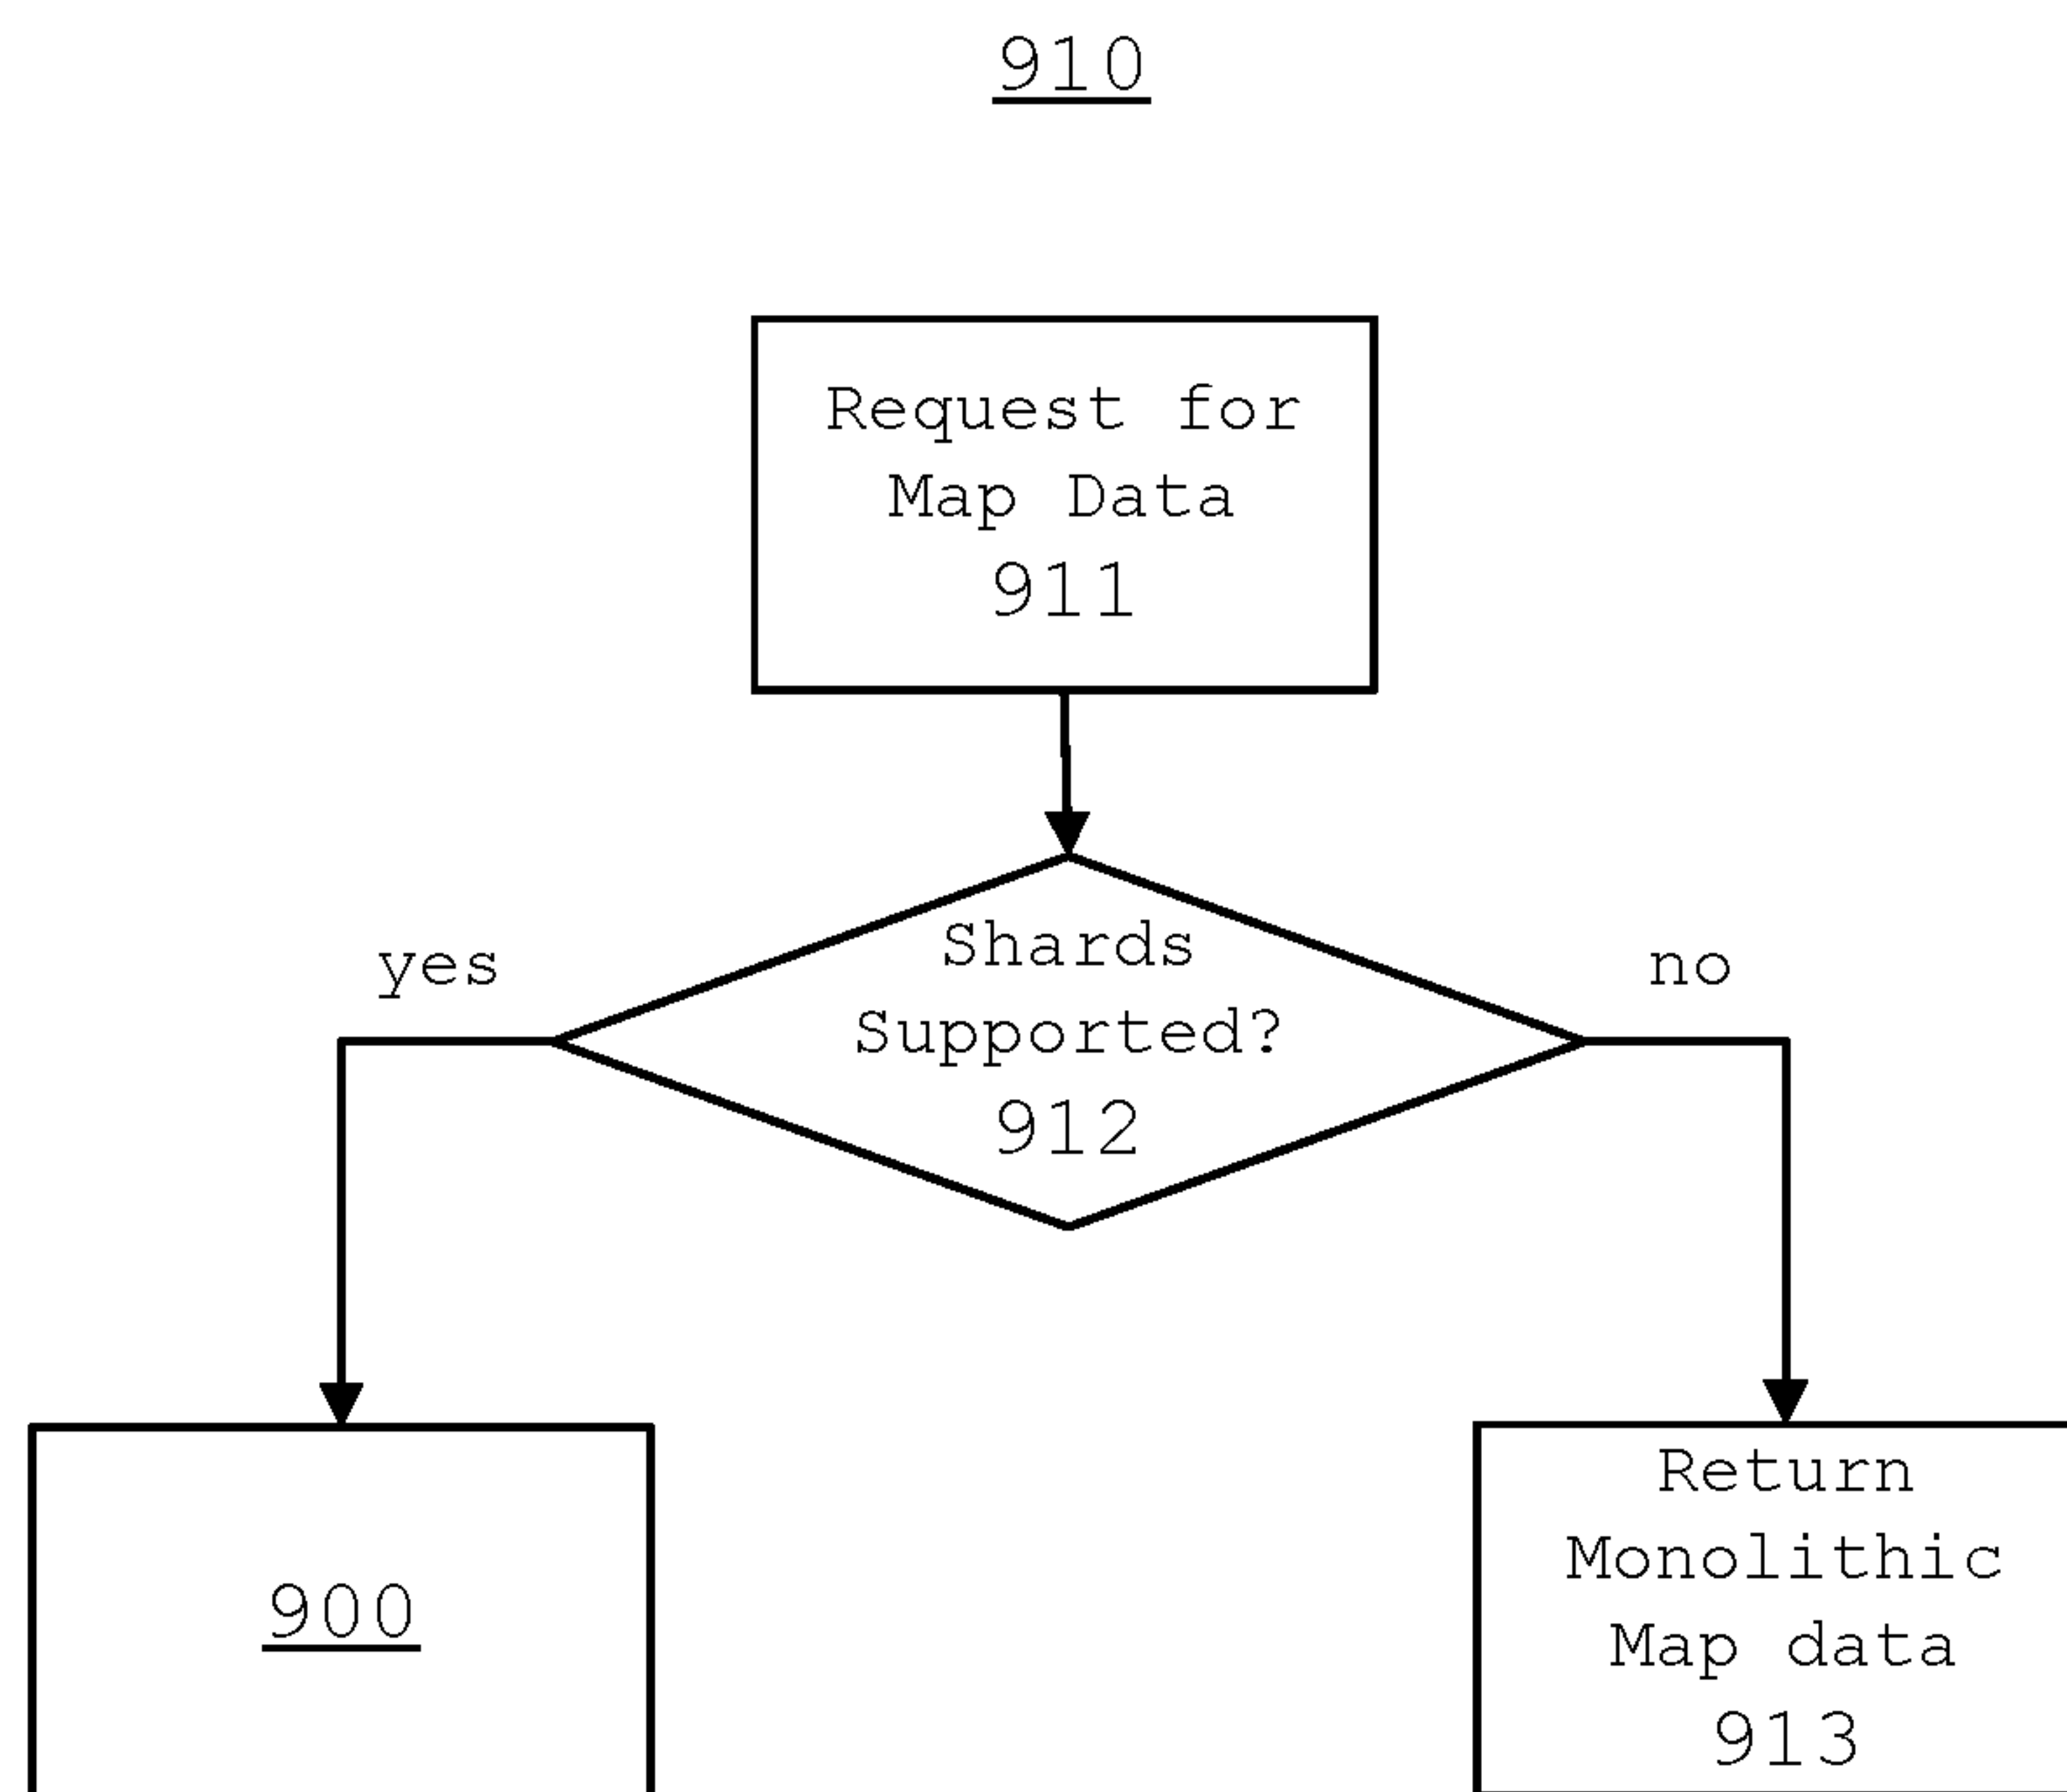 910
Request for
Map Data
911
Shards
Supported?
912
yes
no
900
Return
Monolithic
Map data
913